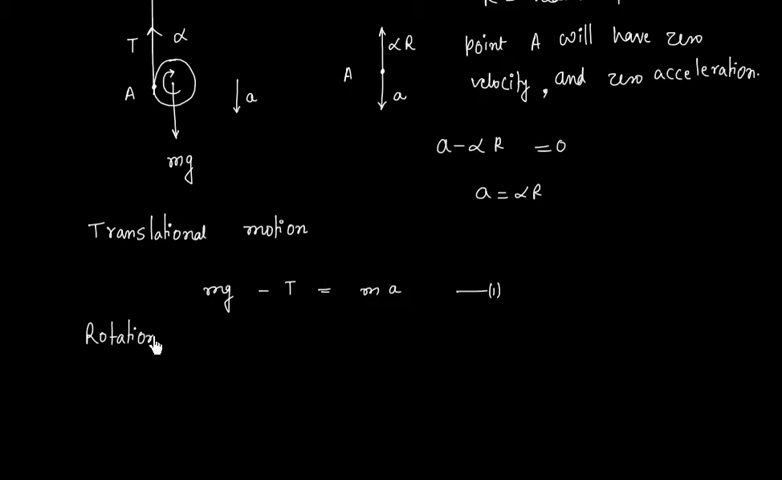 T α
A
a
mg
αR
A
a
point A will have zero
velocity, and zero acceleration.
a - αR = 0
a = αR
Translational motion
mg - T = ma —(1)
Rotation